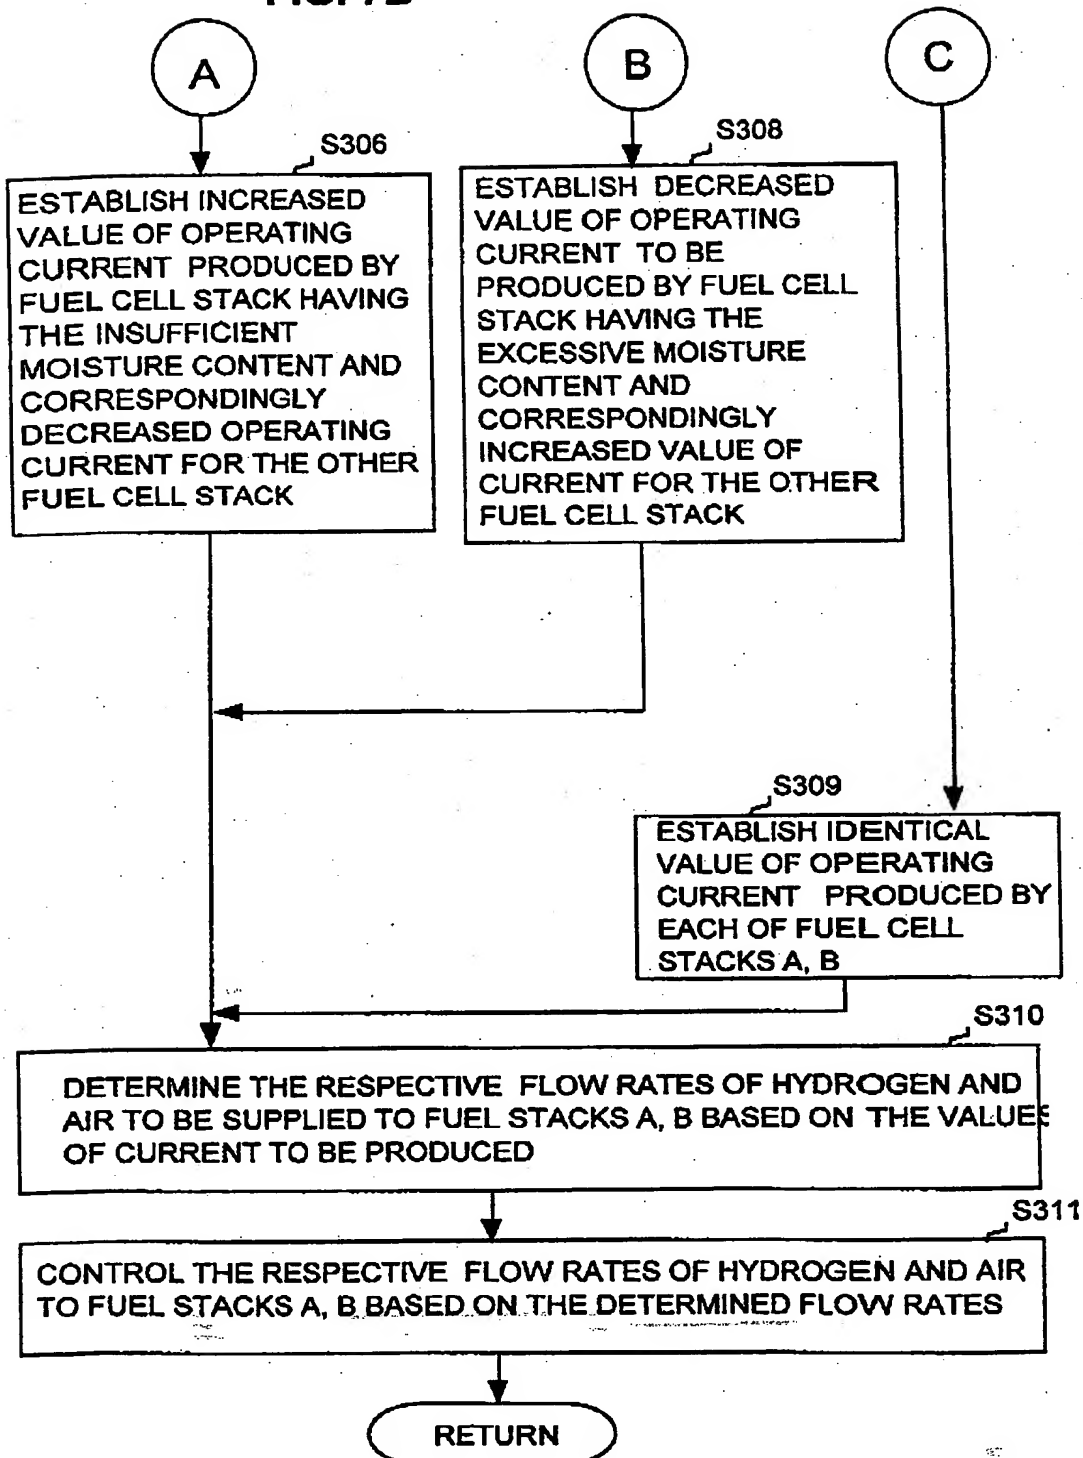 A
B
C
S306
ESTABLISH INCREASED
VALUE OF OPERATING
CURRENT PRODUCED BY
FUEL CELL STACK HAVING
THE INSUFFICIENT
MOISTURE CONTENT AND
CORRESPONDINGLY
DECREASED OPERATING
CURRENT FOR THE OTHER
FUEL CELL STACK
S308
ESTABLISH DECREASED
VALUE OF OPERATING
CURRENT TO BE
PRODUCED BY FUEL CELL
STACK HAVING THE
EXCESSIVE MOISTURE
CONTENT AND
CORRESPONDINGLY
INCREASED VALUE OF
CURRENT FOR THE OTHER
FUEL CELL STACK
S309
ESTABLISH IDENTICAL
VALUE OF OPERATING
CURRENT PRODUCED BY
EACH OF FUEL CELL
STACKS A, B
S310
DETERMINE THE RESPECTIVE FLOW RATES OF HYDROGEN AND
AIR TO BE SUPPLIED TO FUEL STACKS A, B BASED ON THE VALUES
OF CURRENT TO BE PRODUCED
S311
CONTROL THE RESPECTIVE FLOW RATES OF HYDROGEN AND AIR
TO FUEL STACKS A, B BASED ON THE DETERMINED FLOW RATES
RETURN